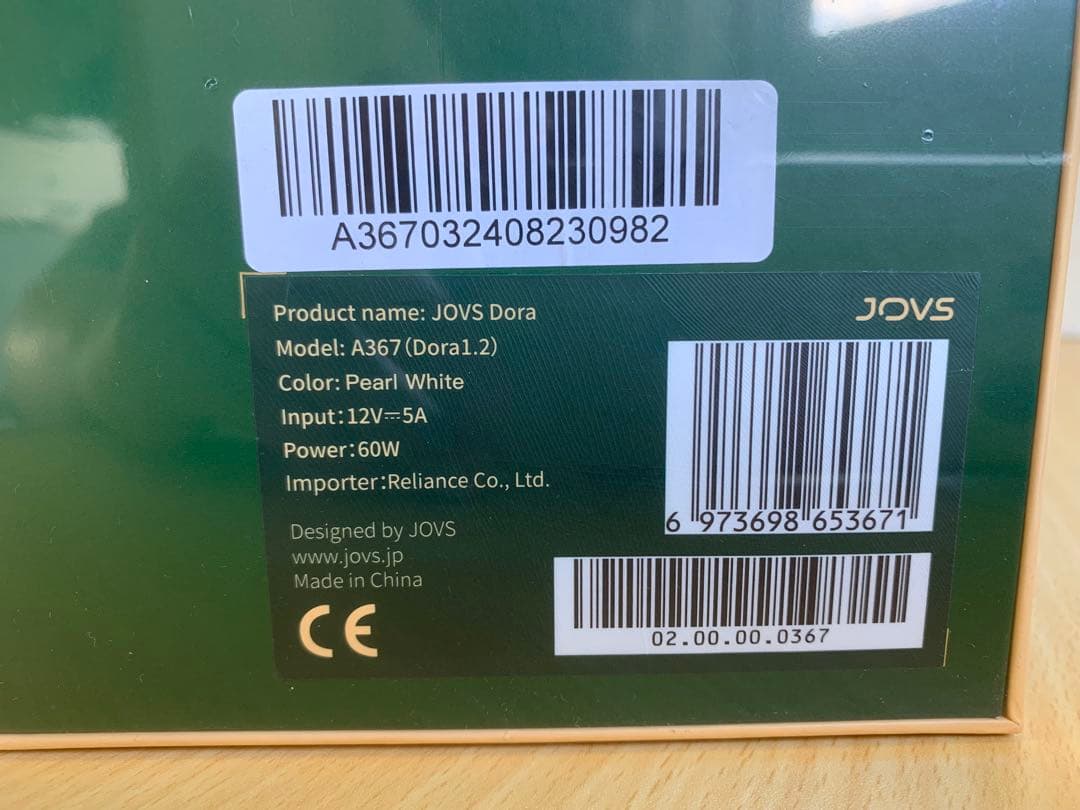 A367032408230982
Product name: JOVS Dora
JOVS
Model: A367(Dora1.2)
Color: Pearl White
Input:12V⎓5A
Power:60W
Importer:Reliance Co., Ltd.
6 973698 653671
Designed by JOVS
www.jovs.jp
Made in China
CE
02.00.00.0367